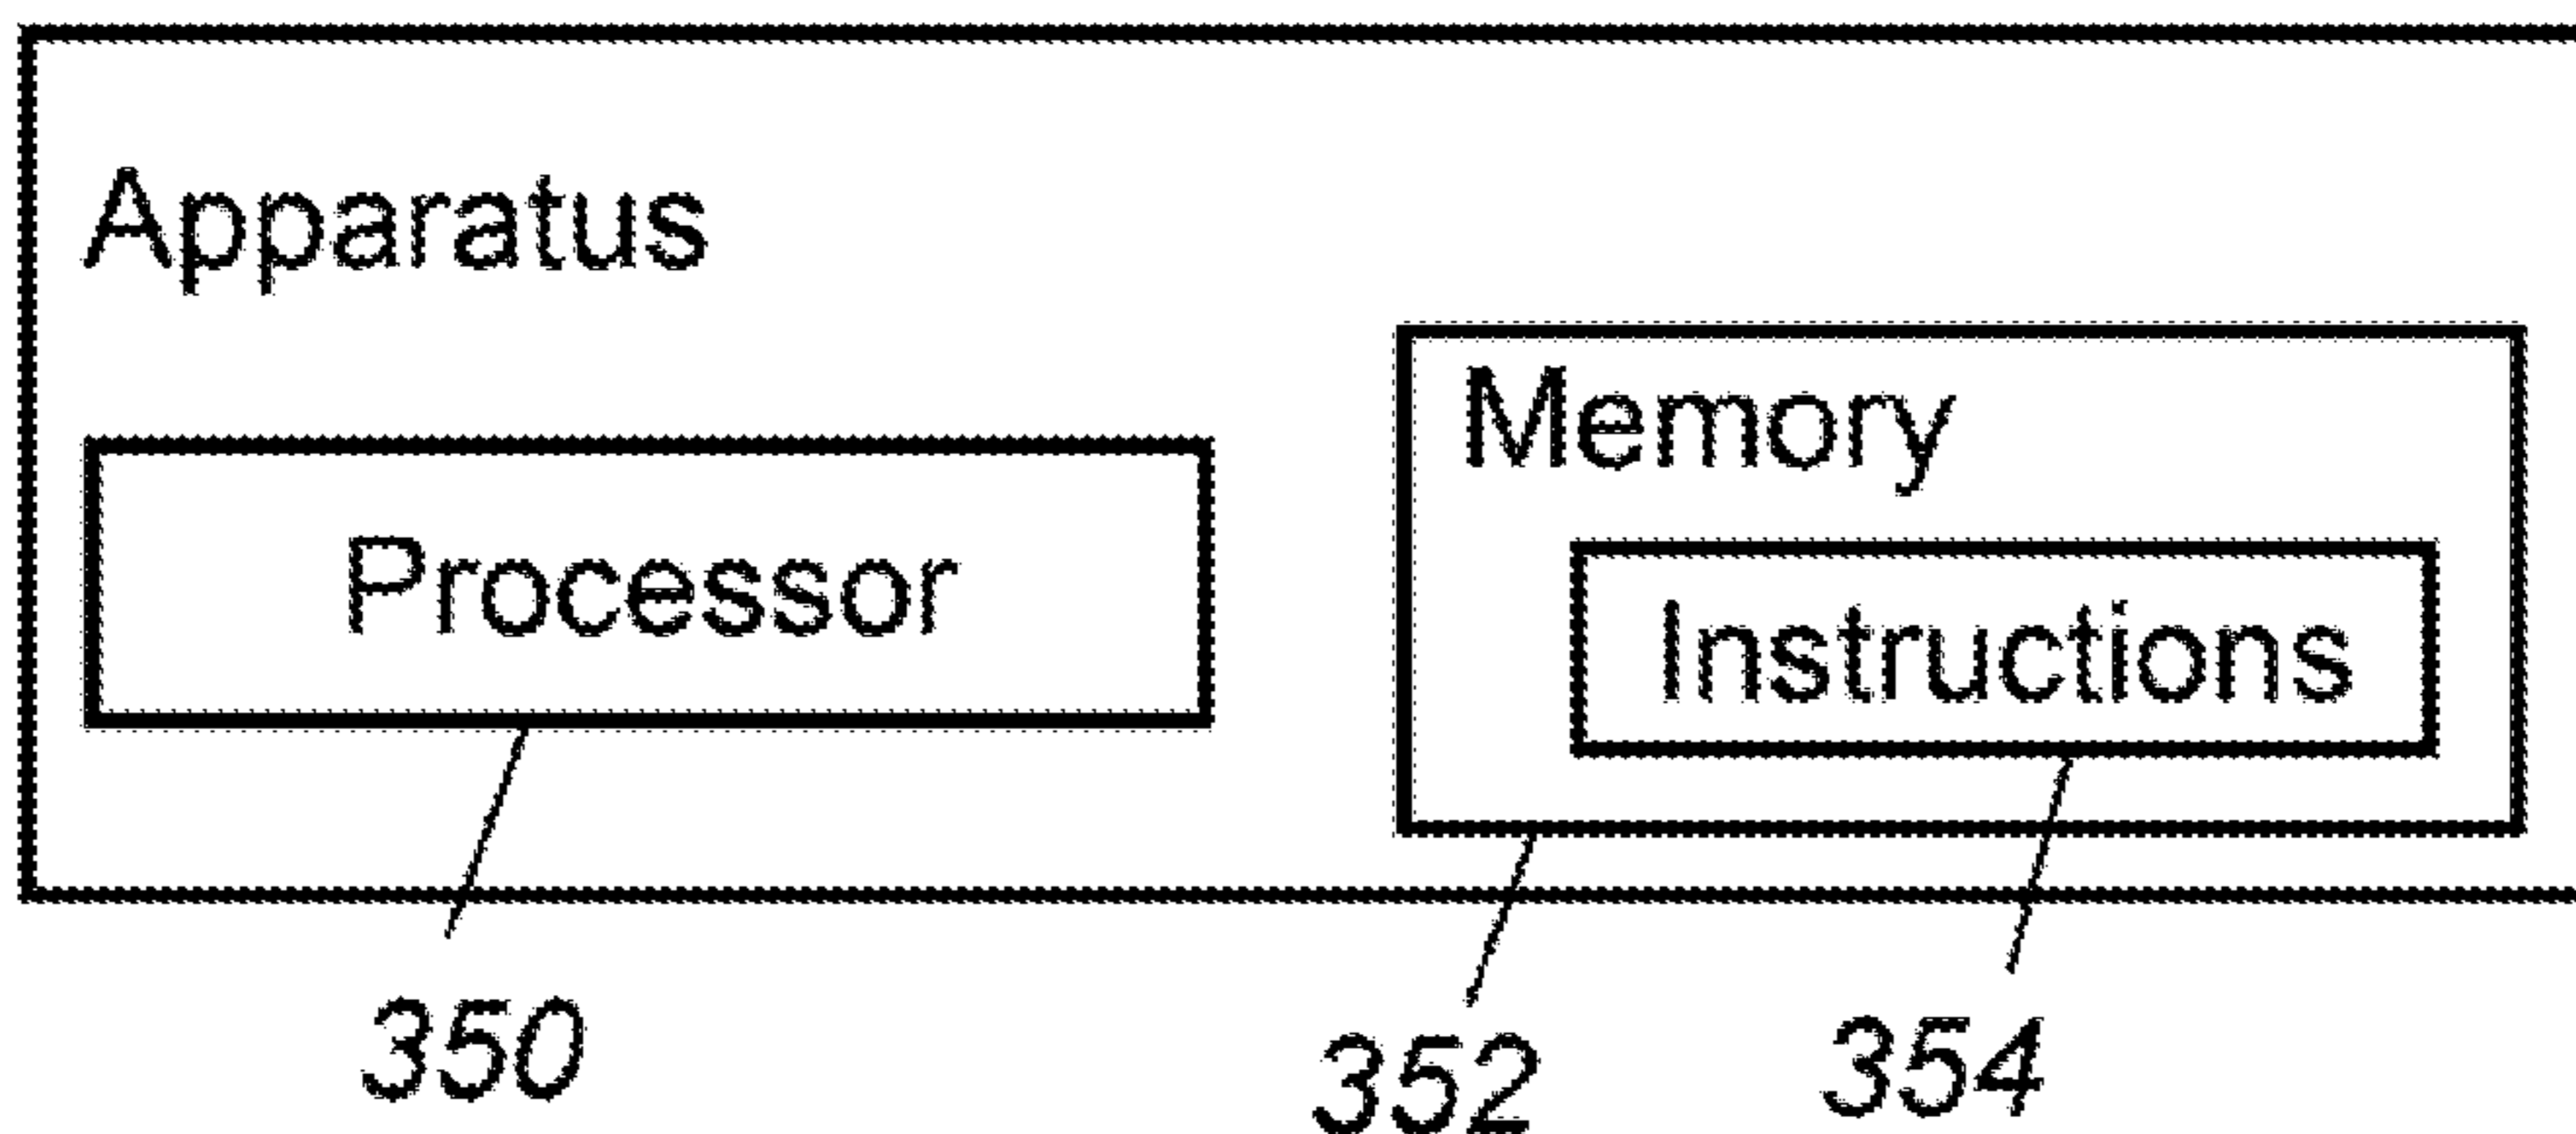 Apparatus
Memory
Processor
Instructions
350
352
354